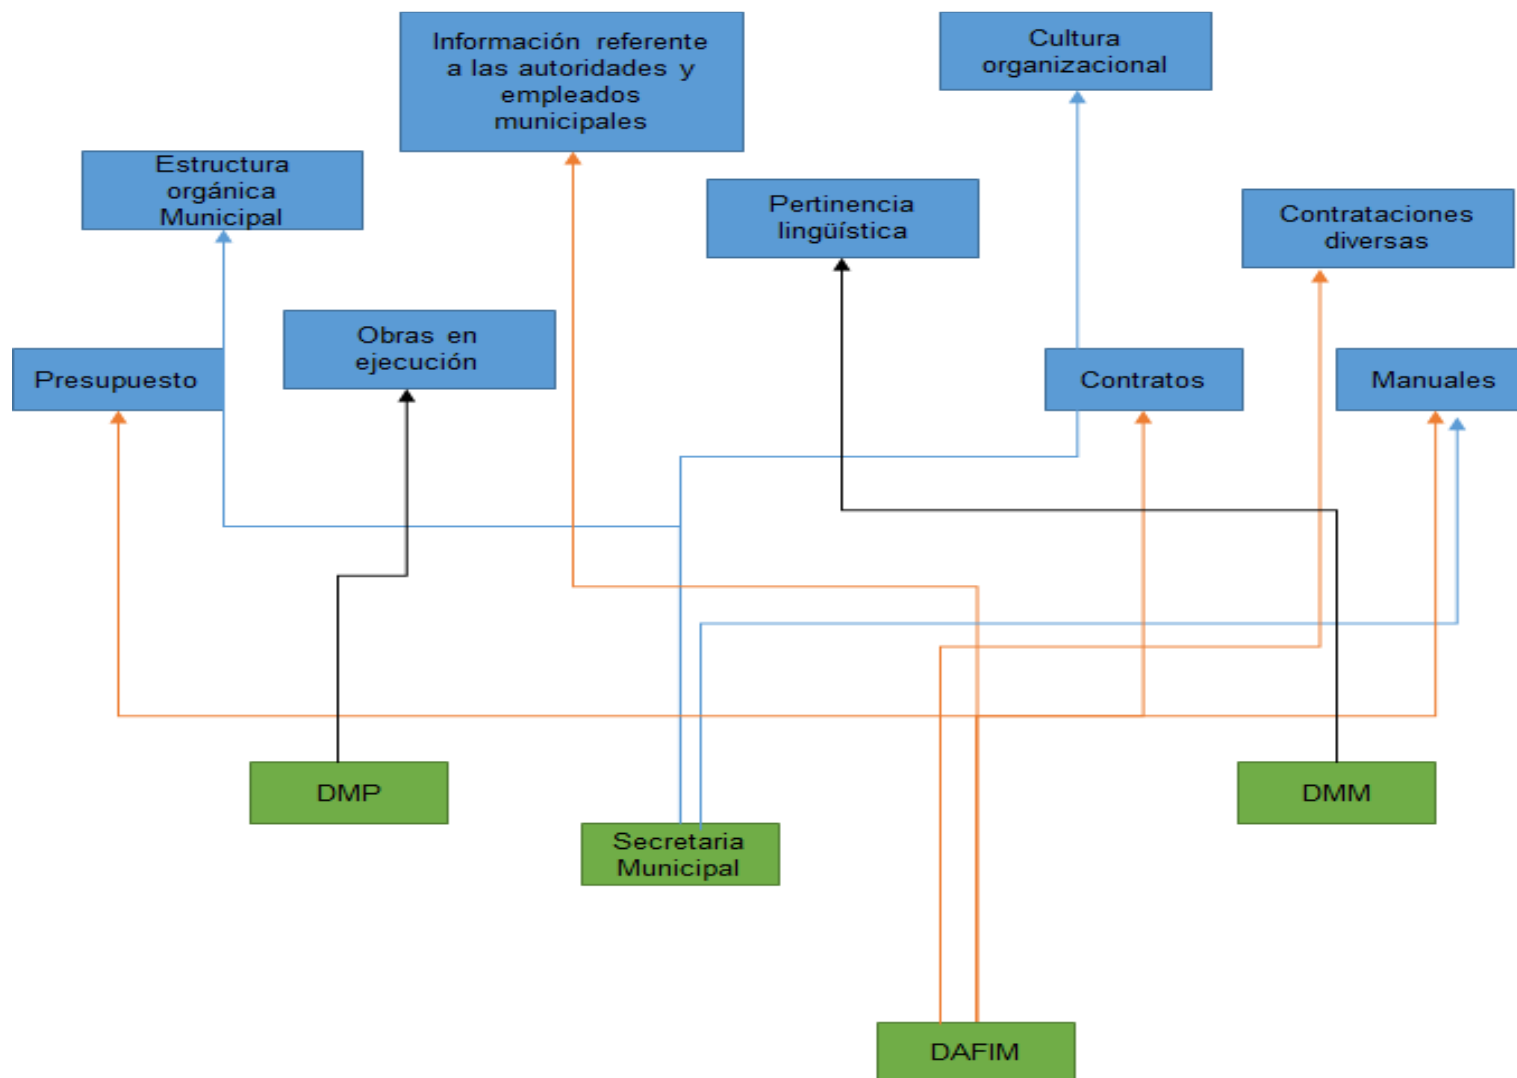 Información referente
a las autoridades y
empleados
municipales
Cultura
organizacional
Estructura
orgánica
Municipal
Pertinencia
lingüística
Contrataciones
diversas
Presupuesto
Obras en
ejecución
Contratos
Manuales
DMP
DMM
Secretaria
Municipal
DAFIM